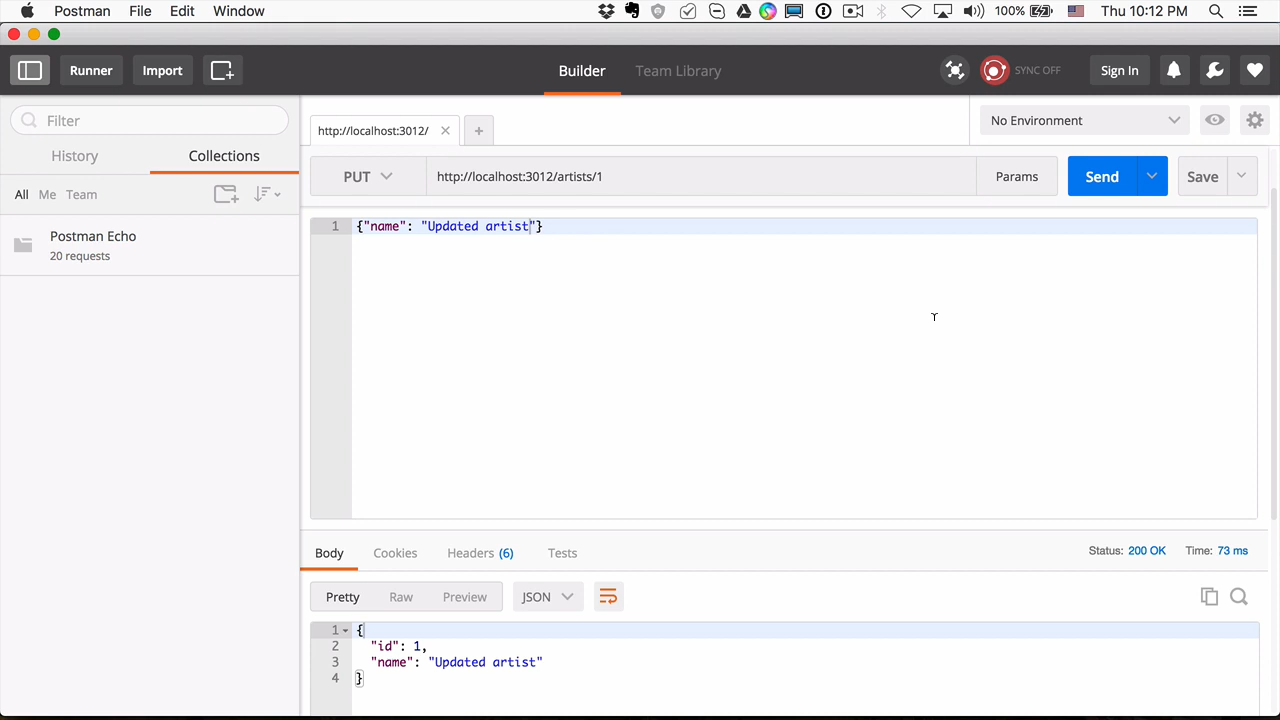 Postman File Edit Window 100% Thu 10:12 PM
Runner Import Builder Team Library SYNC OFF Sign In
Filter
http://localhost:3012/
No Environment
History Collections
PUT http://localhost:3012/artists/1 Params Send Save
All Me Team
1 {"name": "Updated artist"}
Postman Echo
20 requests
Body Cookies Headers (6) Tests Status: 200 OK Time: 73 ms
Pretty Raw Preview JSON
1 {
2 "id": 1,
3 "name": "Updated artist"
4 }